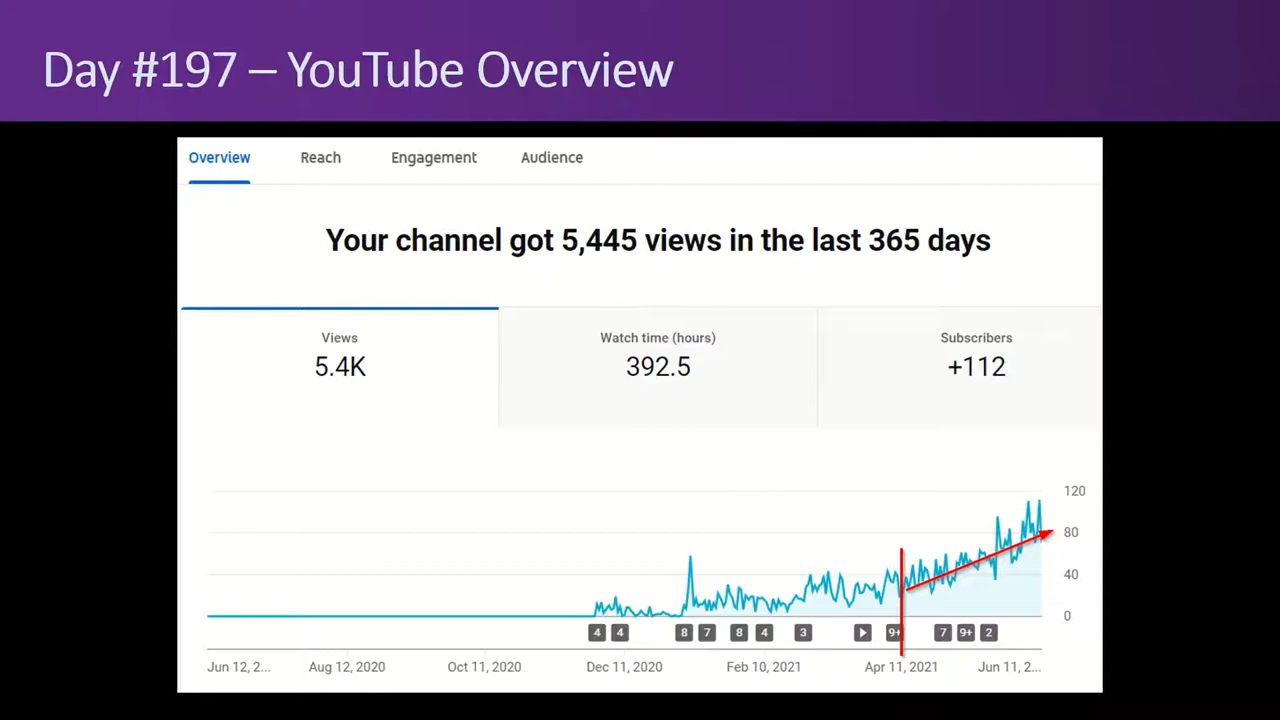 Day #197 – YouTube Overview
Overview Reach Engagement Audience
Your channel got 5,445 views in the last 365 days
Views Watch time (hours) Subscribers
5.4K 392.5 +112
120
80
40
0
4 4 8 7 8 4 3 9+ 7 9+ 2
Jun 12, 2... Aug 12, 2020 Oct 11, 2020 Dec 11, 2020 Feb 10, 2021 Apr 11, 2021 Jun 11, 2...